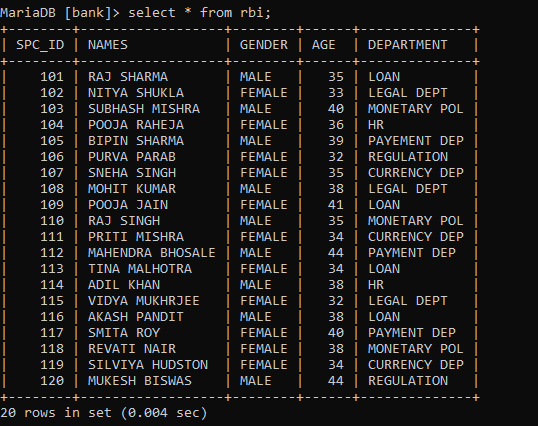 MariaDB [bank]> select * from rbi;
+--------+------------------+--------+------+--------------+
| SPC_ID | NAMES            | GENDER | AGE  | DEPARTMENT   |
+--------+------------------+--------+------+--------------+
|    101 | RAJ SHARMA       | MALE   |   35 | LOAN         |
|    102 | NITYA SHUKLA     | FEMALE |   33 | LEGAL DEPT   |
|    103 | SUBHASH MISHRA   | MALE   |   40 | MONETARY POL |
|    104 | POOJA RAHEJA     | FEMALE |   36 | HR           |
|    105 | BIPIN SHARMA     | MALE   |   39 | PAYEMENT DEP |
|    106 | PURVA PARAB      | FEMALE |   32 | REGULATION   |
|    107 | SNEHA SINGH      | FEMALE |   35 | CURRENCY DEP |
|    108 | MOHIT KUMAR      | MALE   |   38 | LEGAL DEPT   |
|    109 | POOJA JAIN       | FEMALE |   41 | LOAN         |
|    110 | RAJ SINGH        | MALE   |   35 | MONETARY POL |
|    111 | PRITI MISHRA     | FEMALE |   34 | CURRENCY DEP |
|    112 | MAHENDRA BHOSALE | MALE   |   44 | PAYMENT DEP  |
|    113 | TINA MALHOTRA    | FEMALE |   34 | LOAN         |
|    114 | ADIL KHAN        | MALE   |   38 | HR           |
|    115 | VIDYA MUKHRJEE   | FEMALE |   32 | LEGAL DEPT   |
|    116 | AKASH PANDIT     | MALE   |   38 | LOAN         |
|    117 | SMITA ROY        | FEMALE |   40 | PAYMENT DEP  |
|    118 | REVATI NAIR      | FEMALE |   38 | MONETARY POL |
|    119 | SILVIYA HUDSTON  | FEMALE |   34 | CURRENCY DEP |
|    120 | MUKESH BISWAS    | MALE   |   44 | REGULATION   |
+--------+------------------+--------+------+--------------+
20 rows in set (0.004 sec)